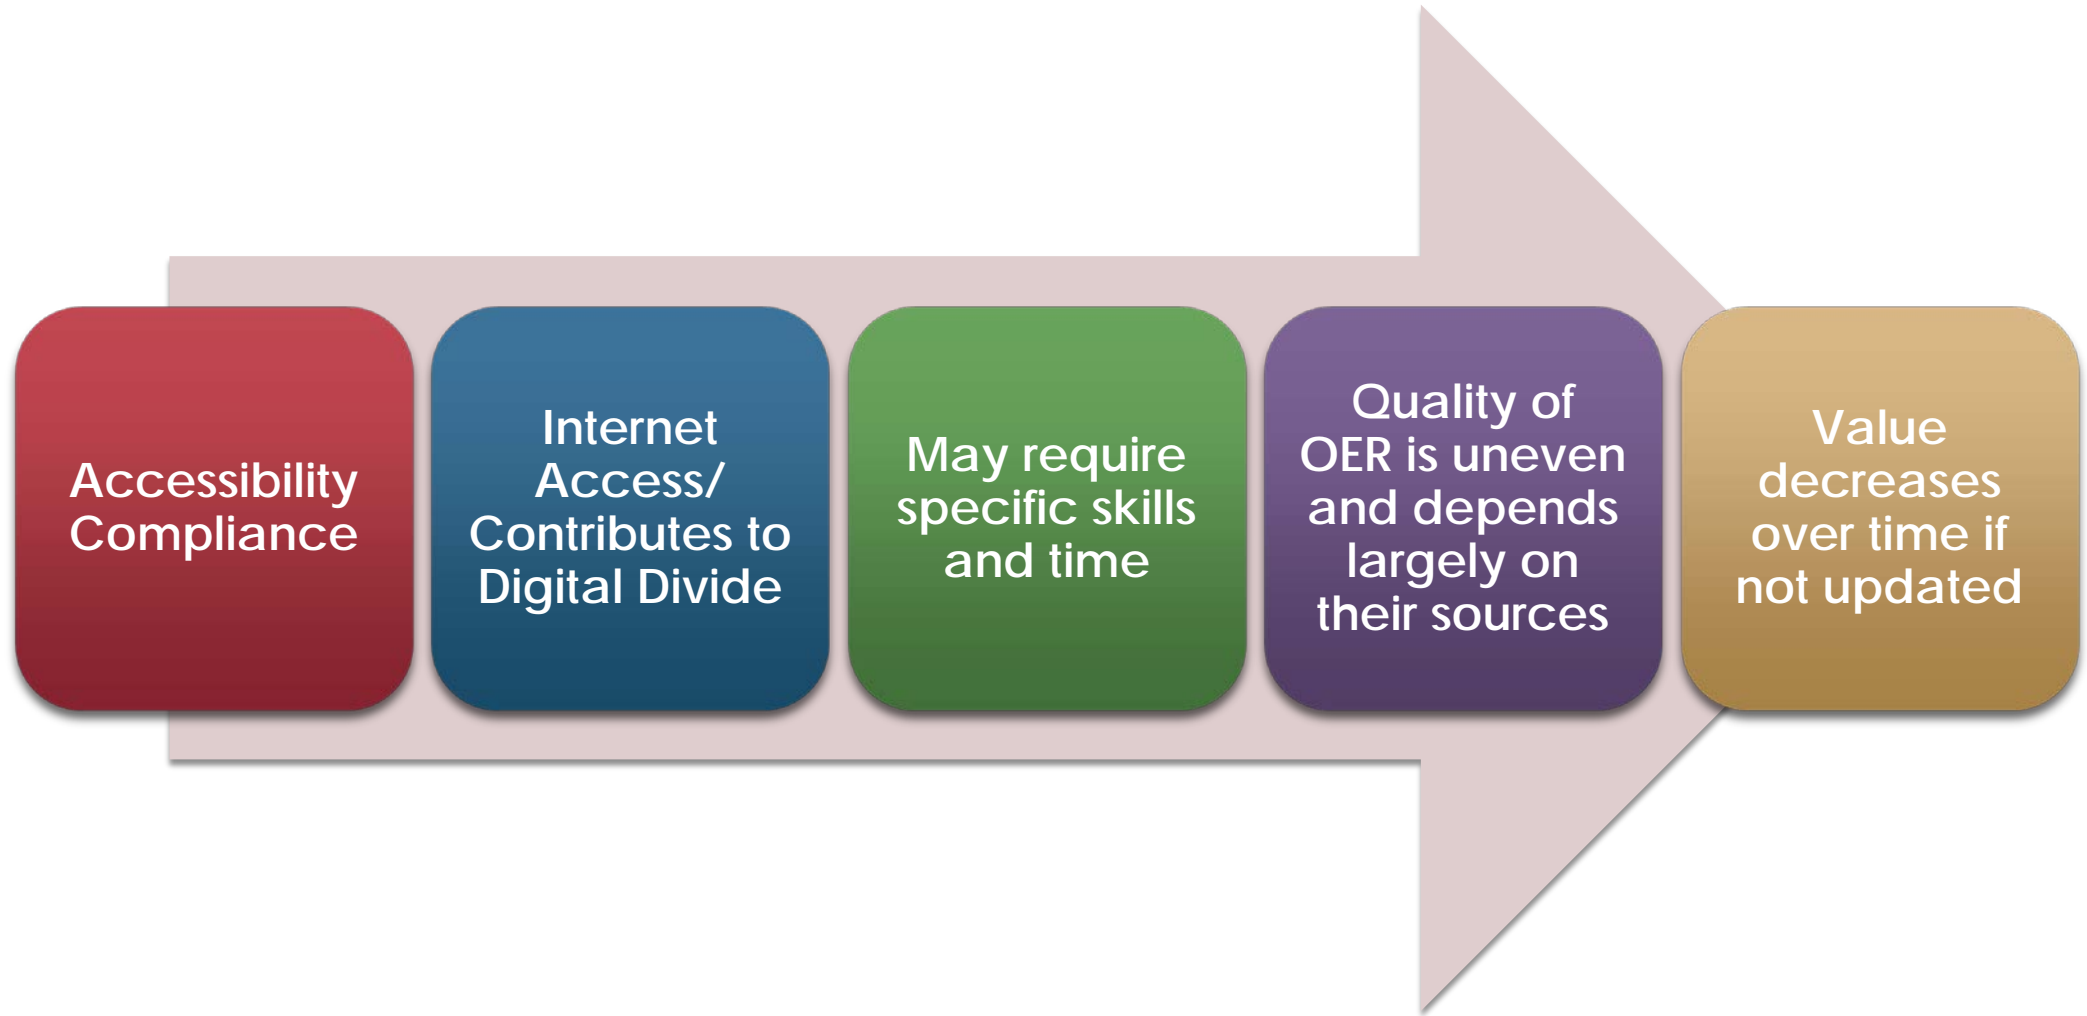 Accessibility
Compliance
Internet
Access/
Contributes to
Digital Divide
May require
specific skills
and time
Quality of
OER is uneven
and depends
largely on
their sources
Value
decreases
over time if
not updated